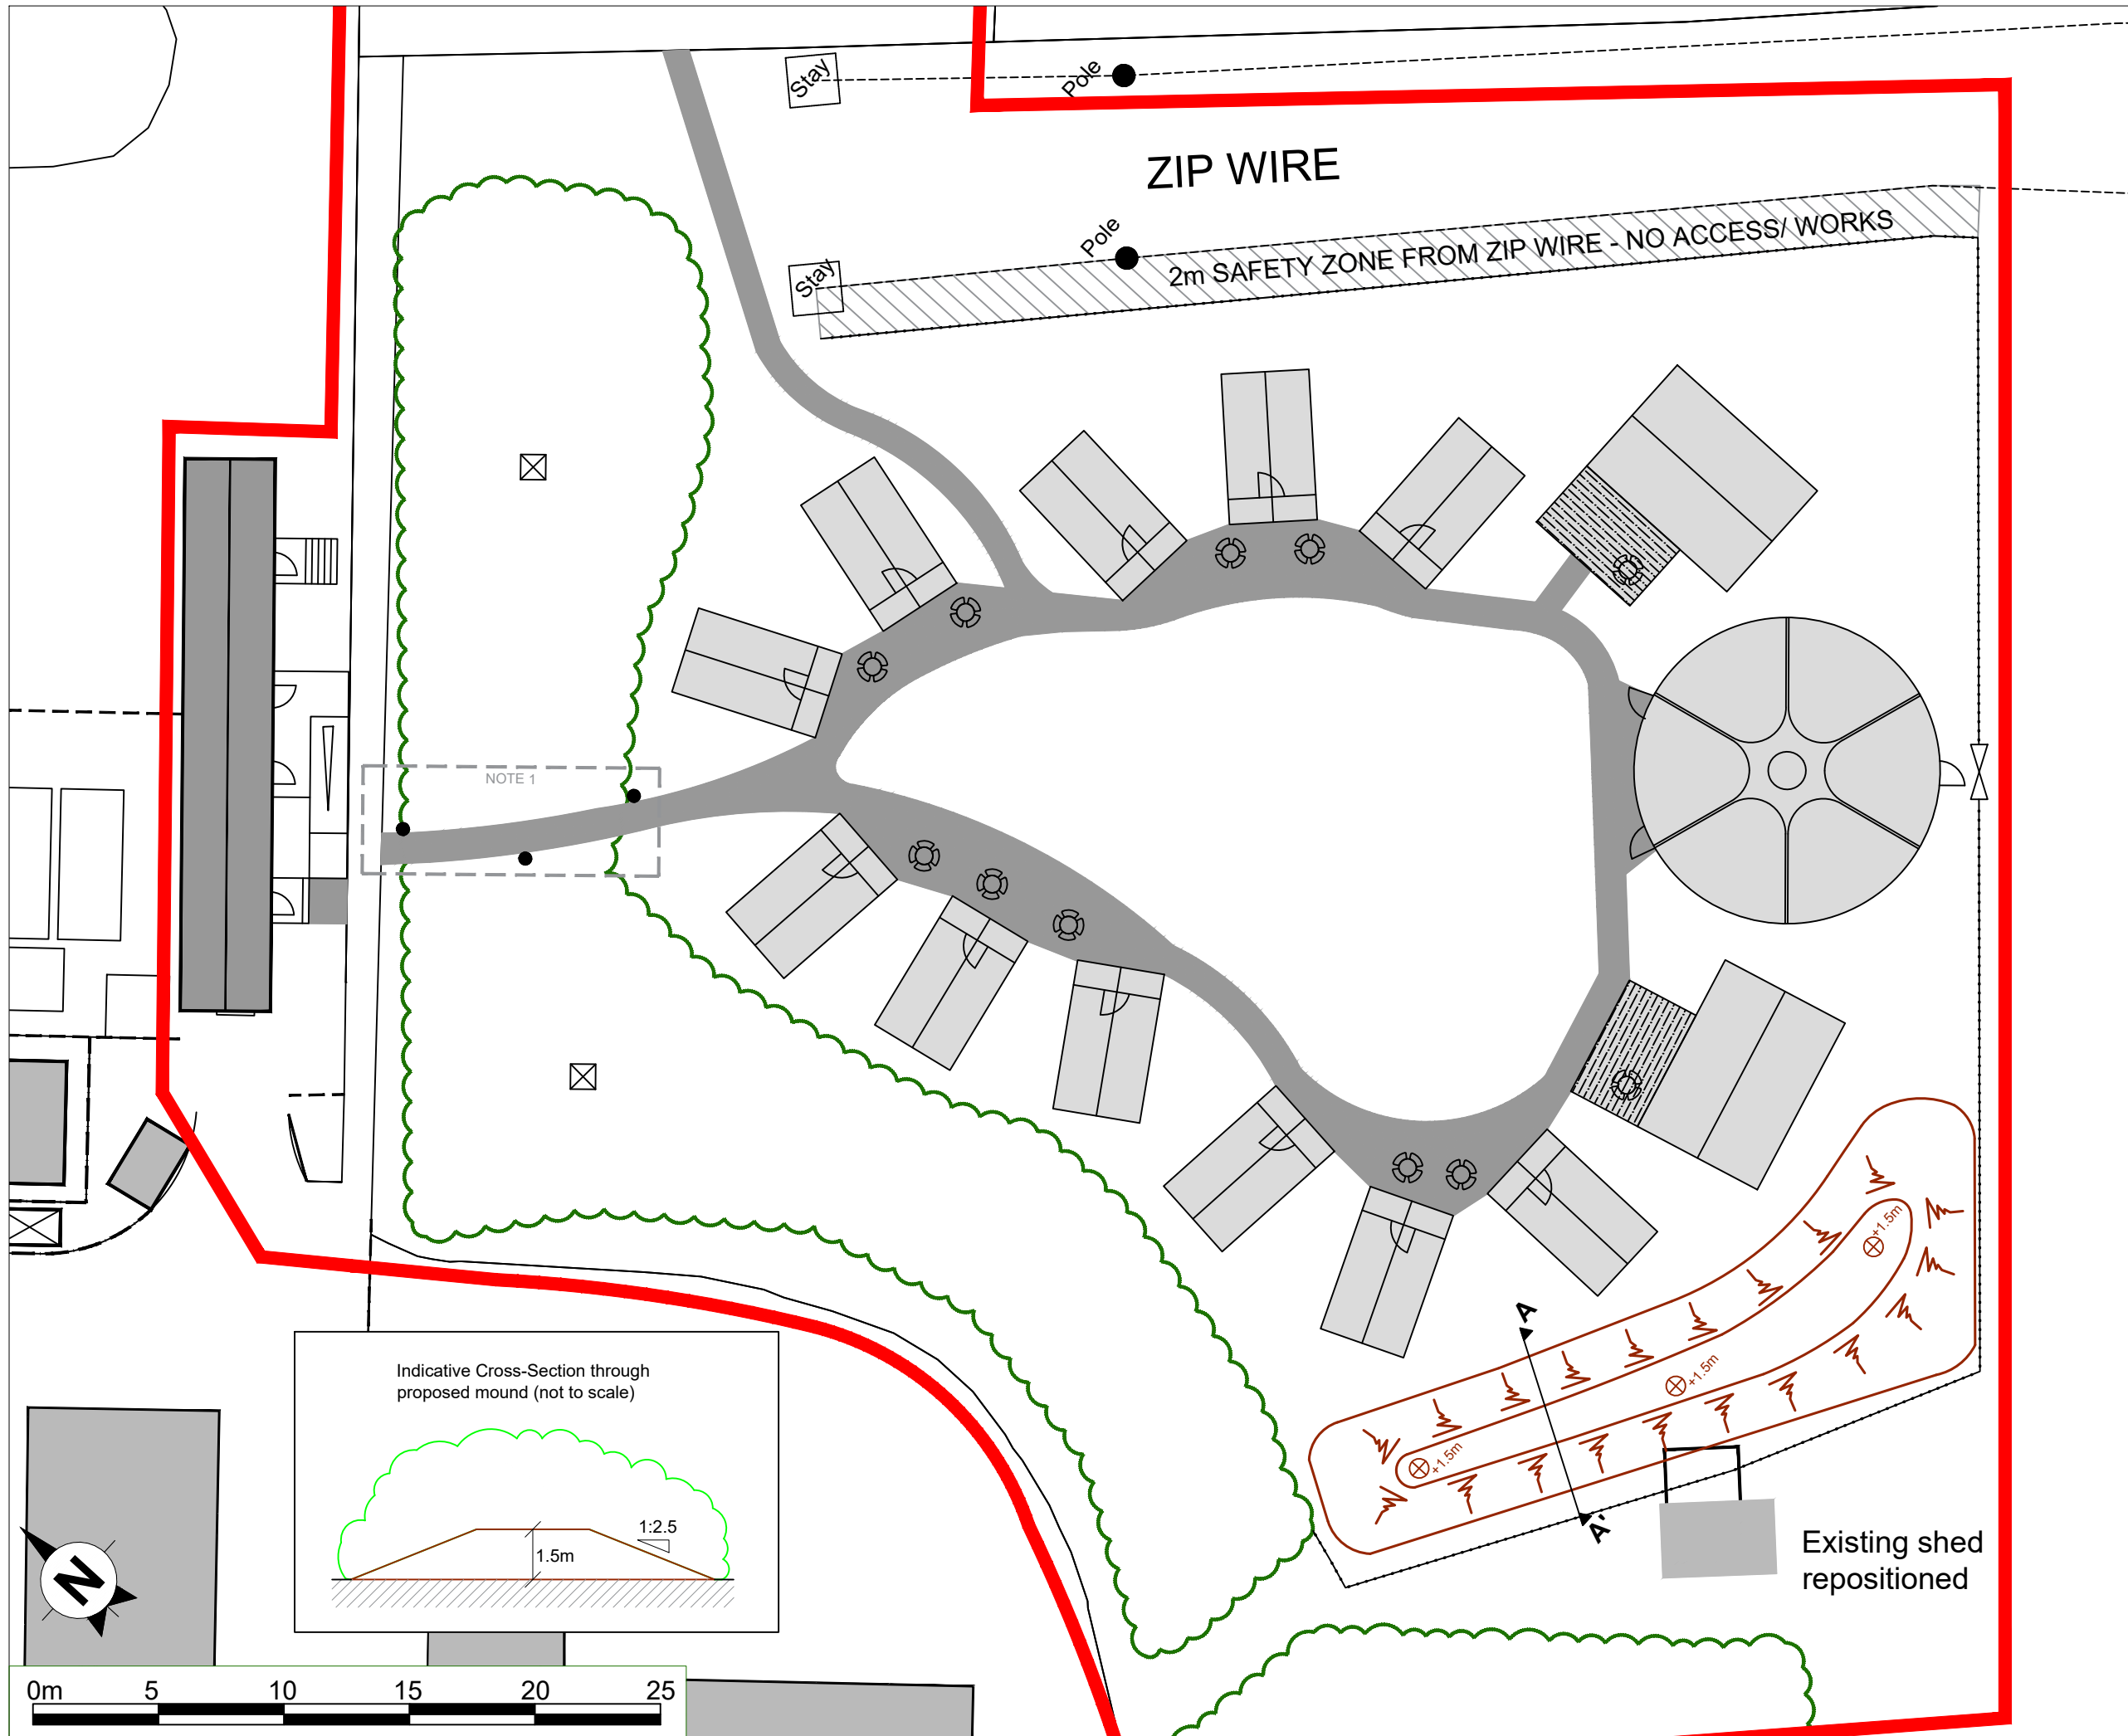 Stay
Pole
ZIP WIRE
Pole
2m SAFETY ZONE FROM ZIP WIRE - NO ACCESS/ WORKS
Stay
NOTE 1
+1.5m
A
+1.5m
+1.5m
A'
Indicative Cross-Section through
proposed mound (not to scale)
1:2.5
1.5m
Existing shed
repositioned
N
0m 5 10 15 20 25